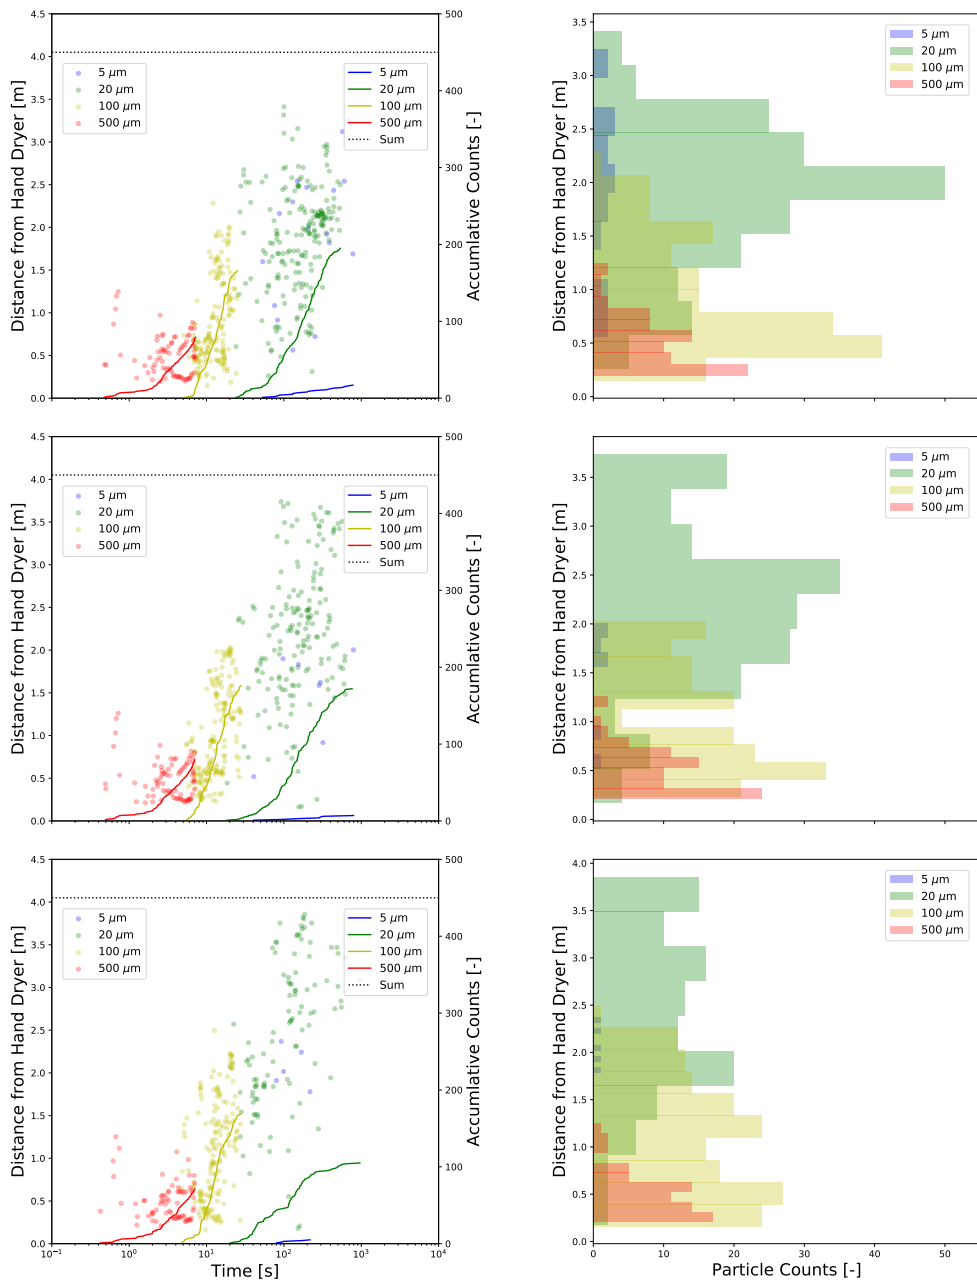 4.5
4.0
3.5
3.0
2.5
2.0
1.5
1.0
0.5
0.0
Distance from Hand Dryer [m]
5 μm
20 μm
100 μm
500 μm
5 μm
20 μm
100 μm
500 μm
Sum
500
400
300
200
100
0
Accumlative Counts [-]
3.5
3.0
2.5
2.0
1.5
1.0
0.5
0.0
Distance from Hand Dryer [m]
5 μm
20 μm
100 μm
500 μm
4.5
4.0
3.5
3.0
2.5
2.0
1.5
1.0
0.5
0.0
Distance from Hand Dryer [m]
5 μm
20 μm
100 μm
500 μm
5 μm
20 μm
100 μm
500 μm
Sum
500
400
300
200
100
0
Accumlative Counts [-]
3.5
3.0
2.5
2.0
1.5
1.0
0.5
0.0
Distance from Hand Dryer [m]
5 μm
20 μm
100 μm
500 μm
4.5
4.0
3.5
3.0
2.5
2.0
1.5
1.0
0.5
0.0
Distance from Hand Dryer [m]
5 μm
20 μm
100 μm
500 μm
5 μm
20 μm
100 μm
500 μm
Sum
500
400
300
200
100
0
Accumlative Counts [-]
10⁻¹ 10⁰ 10¹ 10² 10³ 10⁴
Time [s]
4.0
3.5
3.0
2.5
2.0
1.5
1.0
0.5
0.0
Distance from Hand Dryer [m]
5 μm
20 μm
100 μm
500 μm
0 10 20 30 40 50
Particle Counts [-]